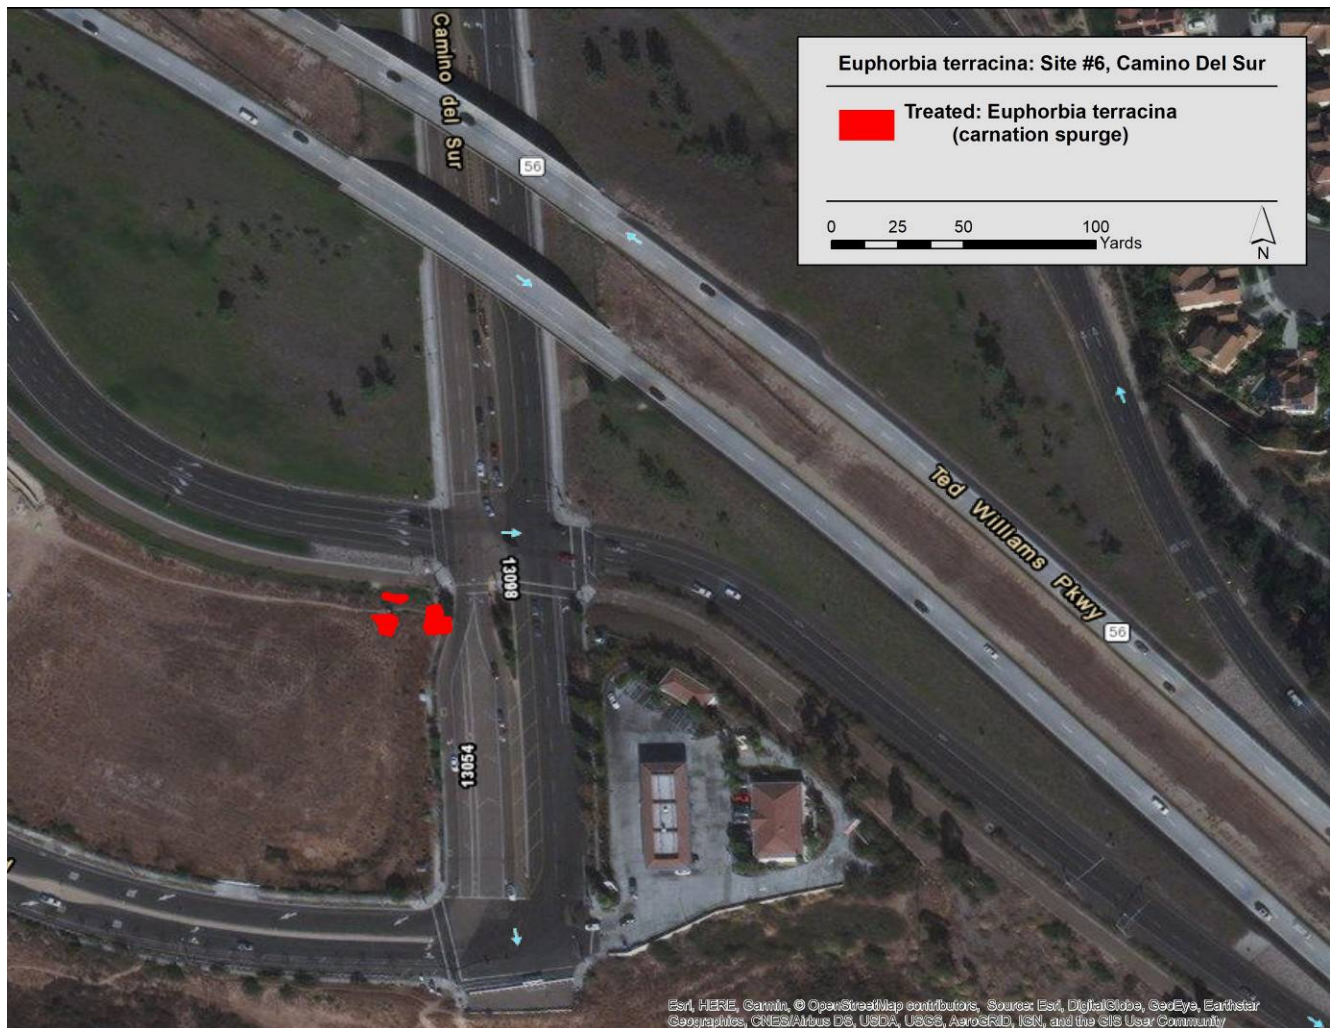 Euphorbia terracina: Site #6, Camino Del Sur
Treated: Euphorbia terracina
(carnation spurge)
0 25 50 100
Yards
N
Camino del Sur
56
Ted Williams Pkwy
56
13098
13054
Esri, HERE, Garmin, © OpenStreetMap contributors, Source: Esri, DigitalGlobe, GeoEye, Earthstar
Geographics, CNES/Airbus DS, USDA, USGS, AeroGRID, IGN, and the GIS User Community